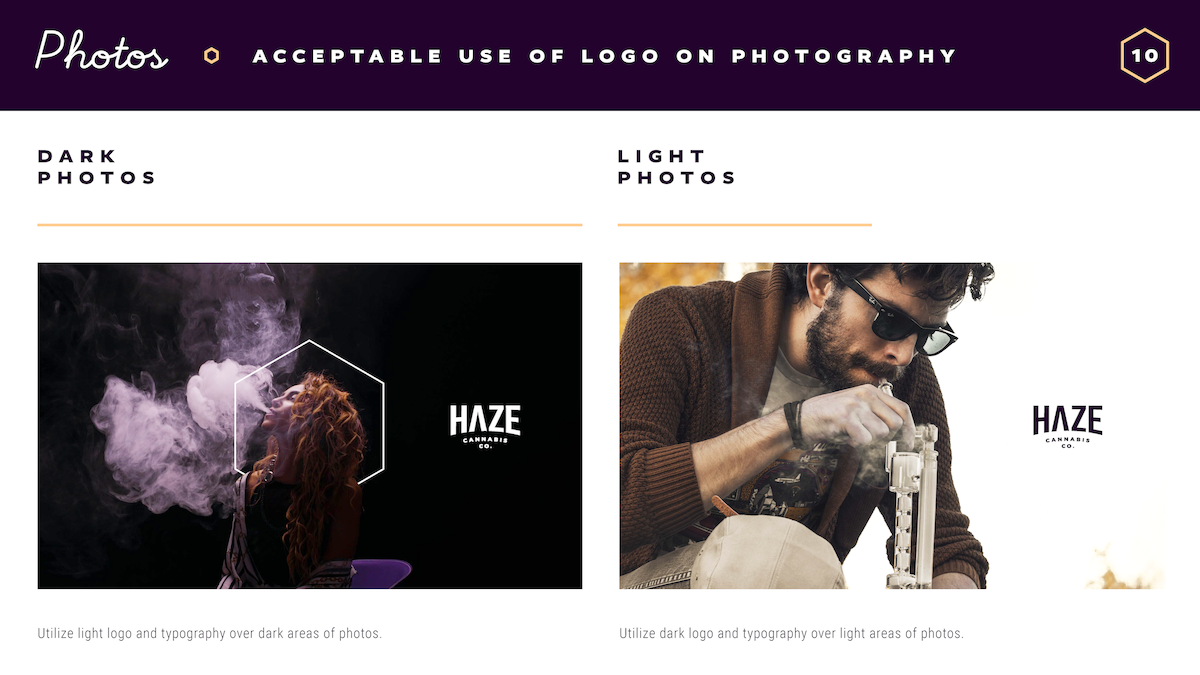 Photos
ACCEPTABLE USE OF LOGO ON PHOTOGRAPHY
10
DARK
PHOTOS
LIGHT
PHOTOS
HAZE
CANNABIS
CO.
HAZE
CANNABIS
CO.
Utilize light logo and typography over dark areas of photos.
Utilize dark logo and typography over light areas of photos.